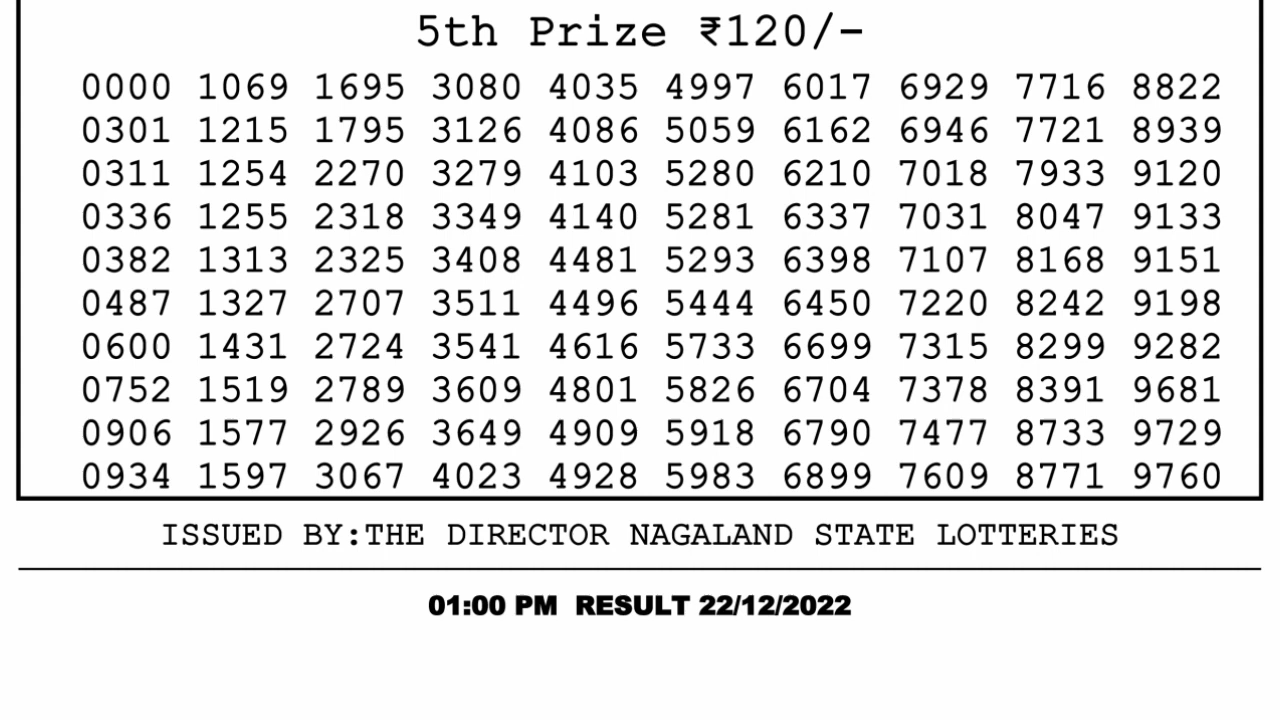 5th Prize ₹120/-
0000 1069 1695 3080 4035 4997 6017 6929 7716 8822
0301 1215 1795 3126 4086 5059 6162 6946 7721 8939
0311 1254 2270 3279 4103 5280 6210 7018 7933 9120
0336 1255 2318 3349 4140 5281 6337 7031 8047 9133
0382 1313 2325 3408 4481 5293 6398 7107 8168 9151
0487 1327 2707 3511 4496 5444 6450 7220 8242 9198
0600 1431 2724 3541 4616 5733 6699 7315 8299 9282
0752 1519 2789 3609 4801 5826 6704 7378 8391 9681
0906 1577 2926 3649 4909 5918 6790 7477 8733 9729
0934 1597 3067 4023 4928 5983 6899 7609 8771 9760
ISSUED BY:THE DIRECTOR NAGALAND STATE LOTTERIES
01:00 PM RESULT 22/12/2022